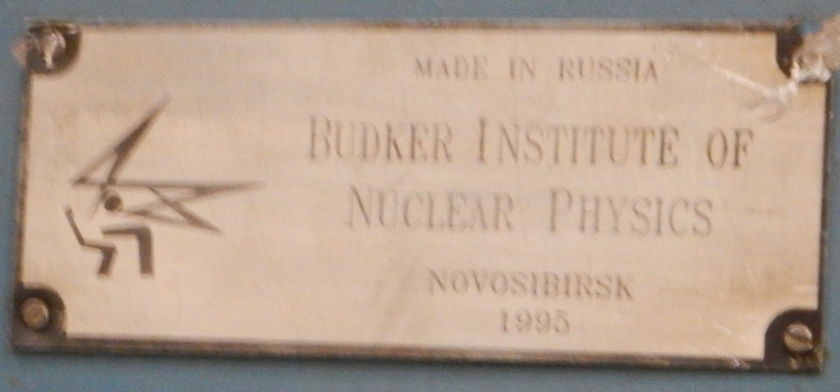 MADE IN RUSSIA
BUDKER INSTITUTE OF
NUCLEAR PHYSICS
NOVOSIBIRSK
1995